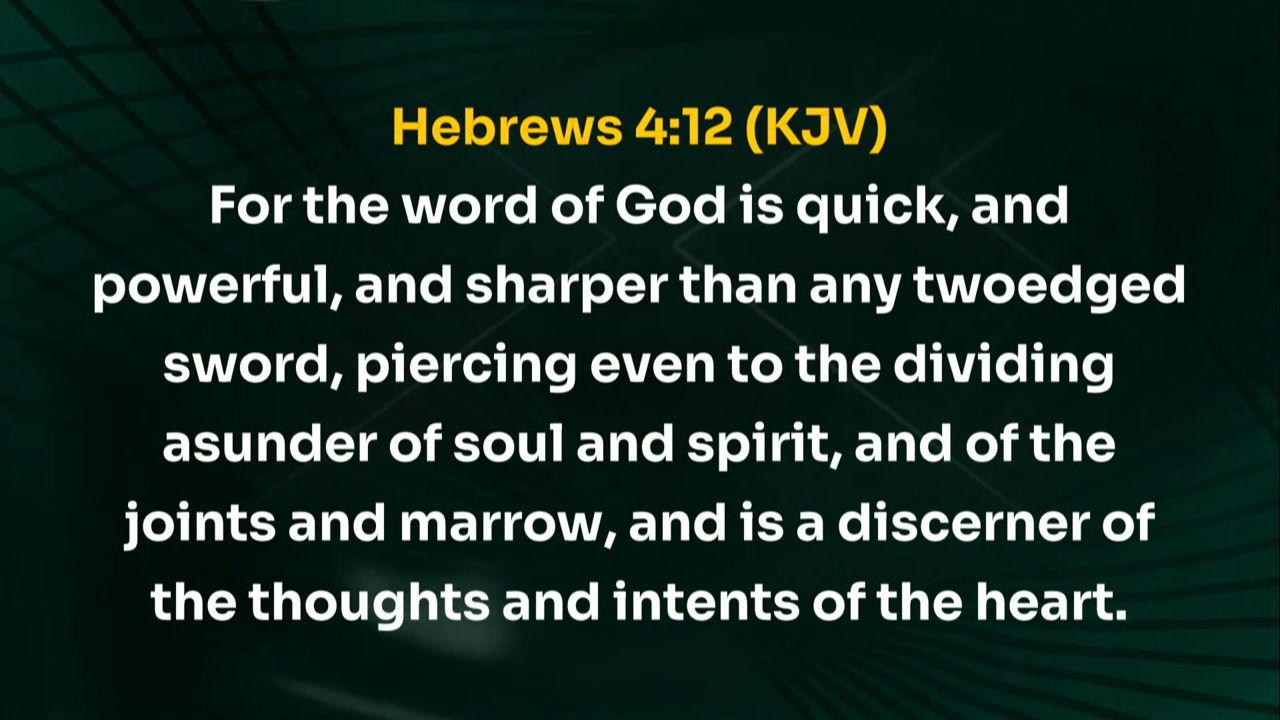 Hebrews 4:12 (KJV)
For the word of God is quick, and
powerful, and sharper than any twoedged
sword, piercing even to the dividing
asunder of soul and spirit, and of the
joints and marrow, and is a discerner of
the thoughts and intents of the heart.